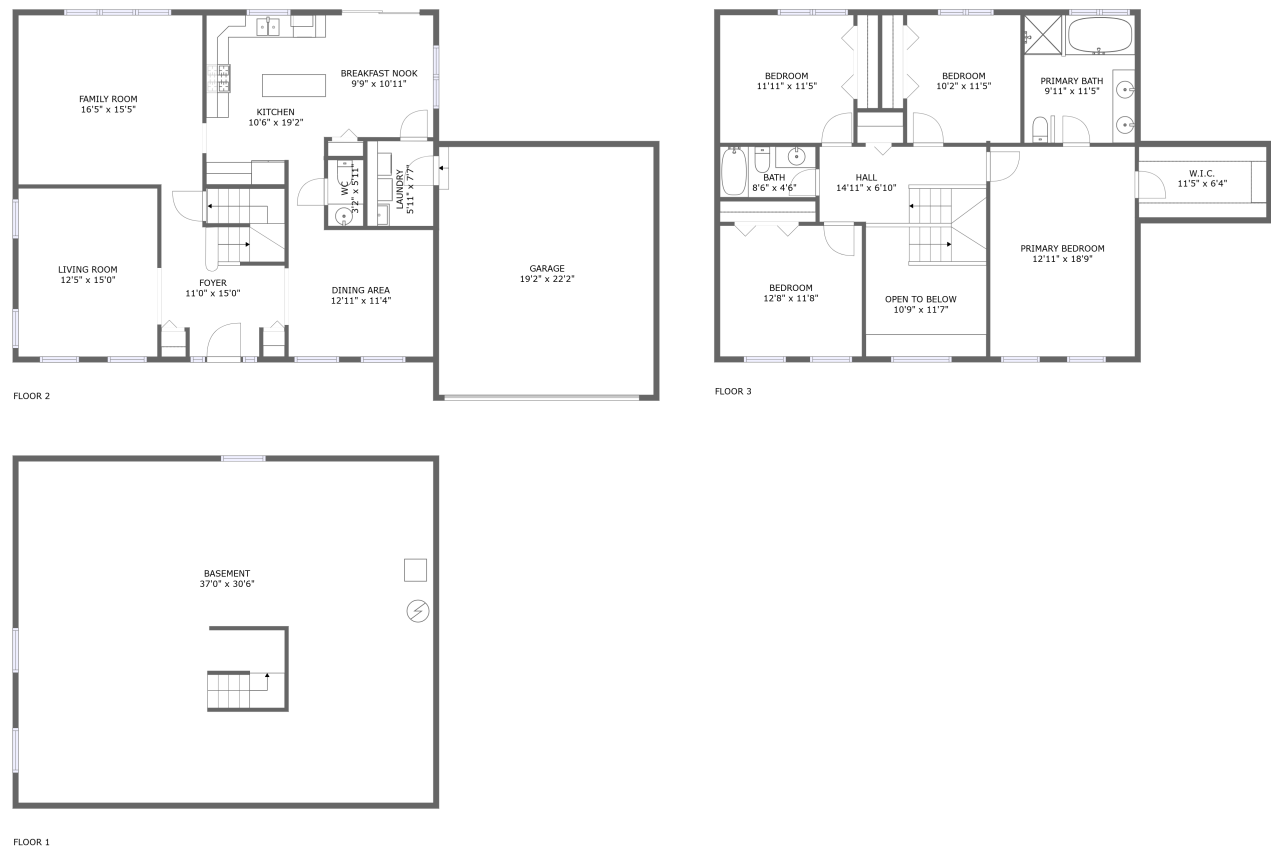 FAMILY ROOM
16'5" x 15'5"
KITCHEN
10'6" x 19'2"
BREAKFAST NOOK
9'9" x 10'11"
WC
3'2" x 5'11"
LAUNDRY
5'11" x 7'7"
LIVING ROOM
12'5" x 15'0"
FOYER
11'0" x 15'0"
DINING AREA
12'11" x 11'4"
GARAGE
19'2" x 22'2"
FLOOR 2
BEDROOM
11'11" x 11'5"
BEDROOM
10'2" x 11'5"
PRIMARY BATH
9'11" x 11'5"
BATH
8'6" x 4'6"
HALL
14'11" x 6'10"
W.I.C.
11'5" x 6'4"
PRIMARY BEDROOM
12'11" x 18'9"
BEDROOM
12'8" x 11'8"
OPEN TO BELOW
10'9" x 11'7"
FLOOR 3
BASEMENT
37'0" x 30'6"
FLOOR 1